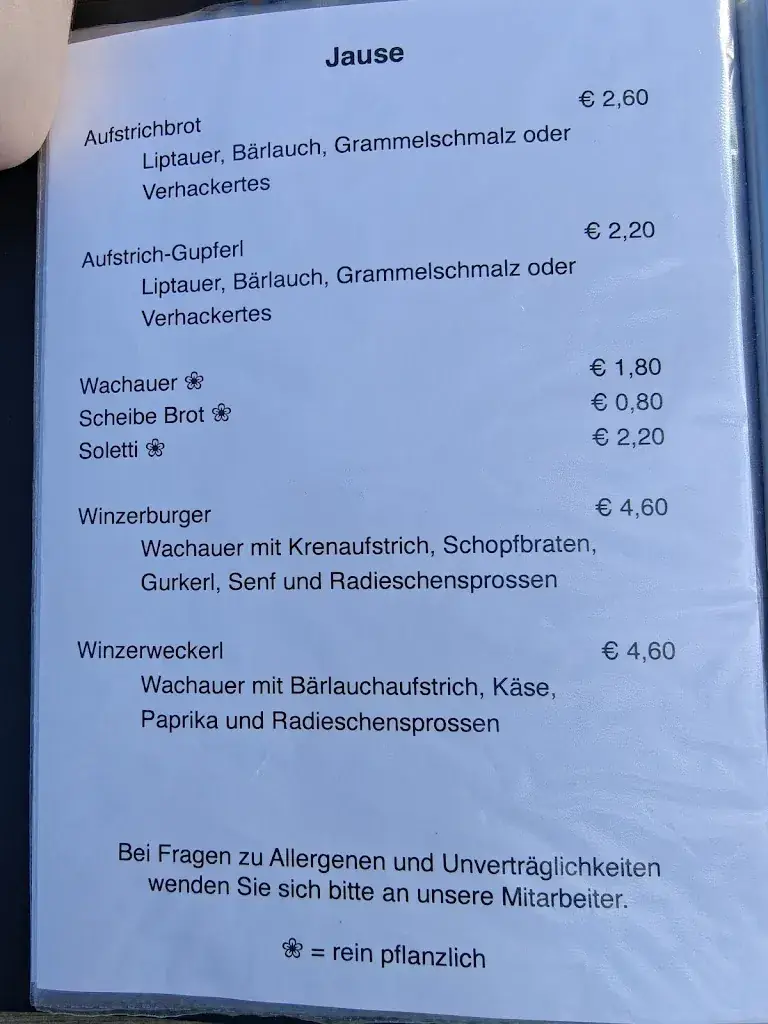 Jause
Aufstrichbrot € 2,60
Liptauer, Bärlauch, Grammelschmalz oder
Verhackertes
Aufstrich-Gupferl € 2,20
Liptauer, Bärlauch, Grammelschmalz oder
Verhackertes
Wachauer ❀ € 1,80
Scheibe Brot ❀ € 0,80
Soletti ❀ € 2,20
Winzerburger € 4,60
Wachauer mit Krenaufstrich, Schopfbraten,
Gurkerl, Senf und Radieschensprossen
Winzerweckerl € 4,60
Wachauer mit Bärlauchaufstrich, Käse,
Paprika und Radieschensprossen
Bei Fragen zu Allergenen und Unverträglichkeiten
wenden Sie sich bitte an unsere Mitarbeiter.
❀ = rein pflanzlich